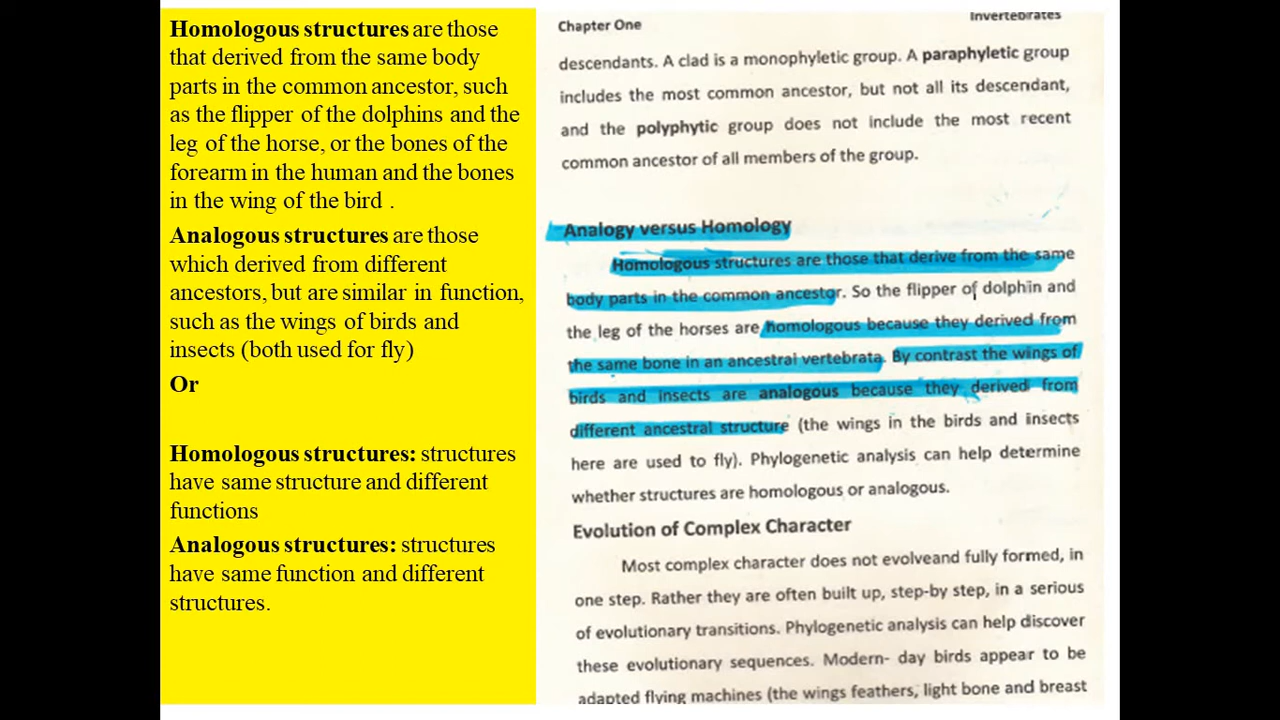 Homologous structures are those
that derived from the same body
parts in the common ancestor, such
as the flipper of the dolphins and the
leg of the horse, or the bones of the
forearm in the human and the bones
in the wing of the bird .
Analogous structures are those
which derived from different
ancestors, but are similar in function,
such as the wings of birds and
insects (both used for fly)
Or
Homologous structures: structures
have same structure and different
functions
Analogous structures: structures
have same function and different
structures.
Chapter One
Invertebrates
descendants. A clad is a monophyletic group. A paraphyletic group
includes the most common ancestor, but not all its descendant,
and the polyphytic group does not include the most recent
common ancestor of all members of the group.
Analogy versus Homology
Homologous structures are those that derive from the same
body parts in the common ancestor. So the flipper of dolphin and
the leg of the horses are homologous because they derived from
the same bone in an ancestral vertebrata. By contrast the wings of
birds and insects are analogous because they derived from
different ancestral structure (the wings in the birds and insects
here are used to fly). Phylogenetic analysis can help determine
whether structures are homologous or analogous.
Evolution of Complex Character
Most complex character does not evolveand fully formed, in
one step. Rather they are often built up, step-by step, in a serious
of evolutionary transitions. Phylogenetic analysis can help discover
these evolutionary sequences. Modern- day birds appear to be
adapted flying machines (the wings feathers, light bone and breast